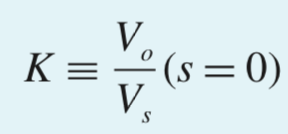 K ≡ V_o / V_s (s = 0)